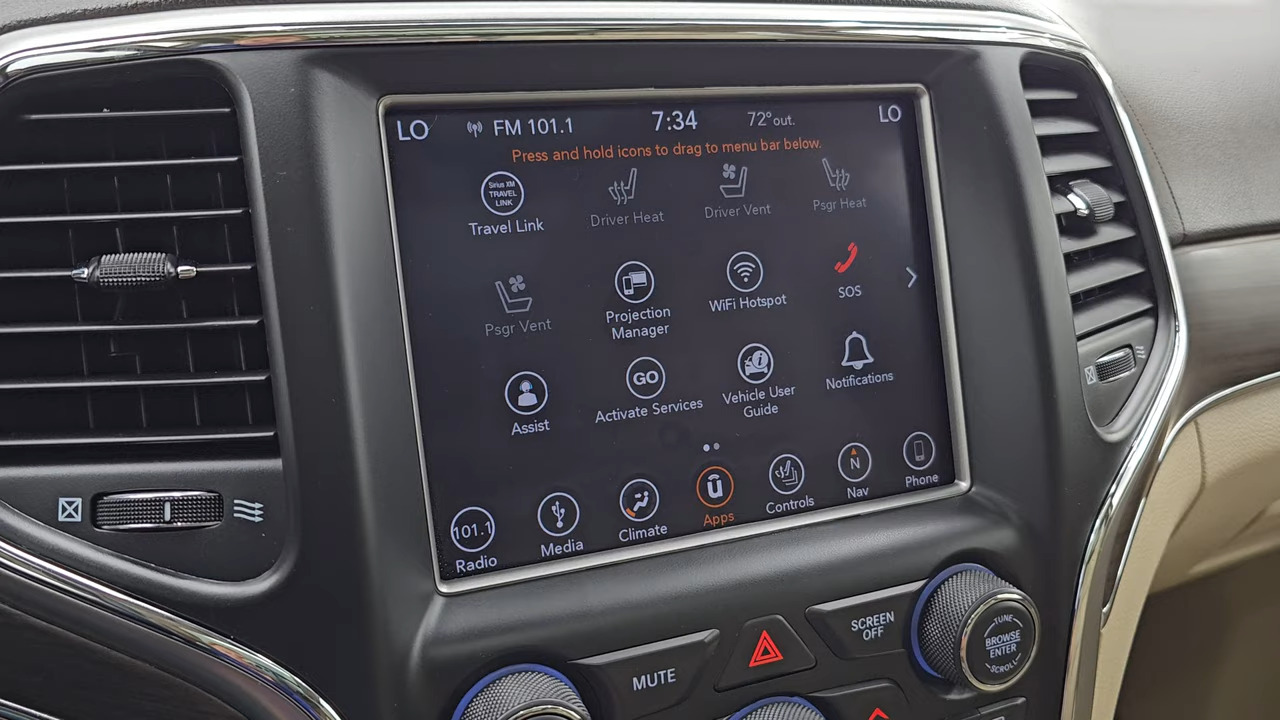 LO FM 101.1 7:34 72°out. LO
Press and hold icons to drag to menu bar below.
Sirius XM
TRAVEL
LINK
Travel Link
Driver Heat
Driver Vent
Psgr Heat
Psgr Vent
Projection
Manager
WiFi Hotspot
SOS
Assist
GO
Activate Services
Vehicle User
Guide
Notifications
101.1
Radio
Media
Climate
Apps
Controls
N
Nav
Phone
MUTE
SCREEN
OFF
TUNE
BROWSE
ENTER
SCROLL